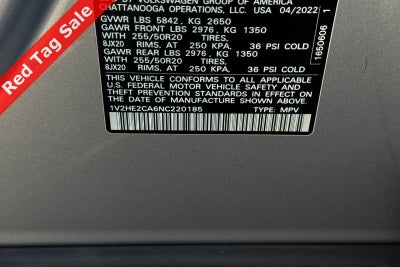 Red Tag Sale
BY VOLKSWAGEN GROUP OF AMERICA
CHATTANOOGA OPERATIONS, LLC. USA 04/2022
GVWR LBS 5842, KG 2650
GAWR FRONT LBS 2976, KG 1350
WITH 255/50R20 TIRES,
8JX20 RIMS, AT 250 KPA, 36 PSI COLD
GAWR REAR LBS 2976, KG 1350
WITH 255/50R20 TIRES,
8JX20 RIMS, AT 250 KPA, 36 PSI COLD
THIS VEHICLE CONFORMS TO ALL APPLICABLE
U.S. FEDERAL MOTOR VEHICLE SAFETY
AND THEFT PREVENTION STANDARDS IN EFFECT ON
THE DATE OF MANUFACTURE SHOWN ABOVE.
1V2HE2CA6NC220185 TYPE: MPV
1650906 1